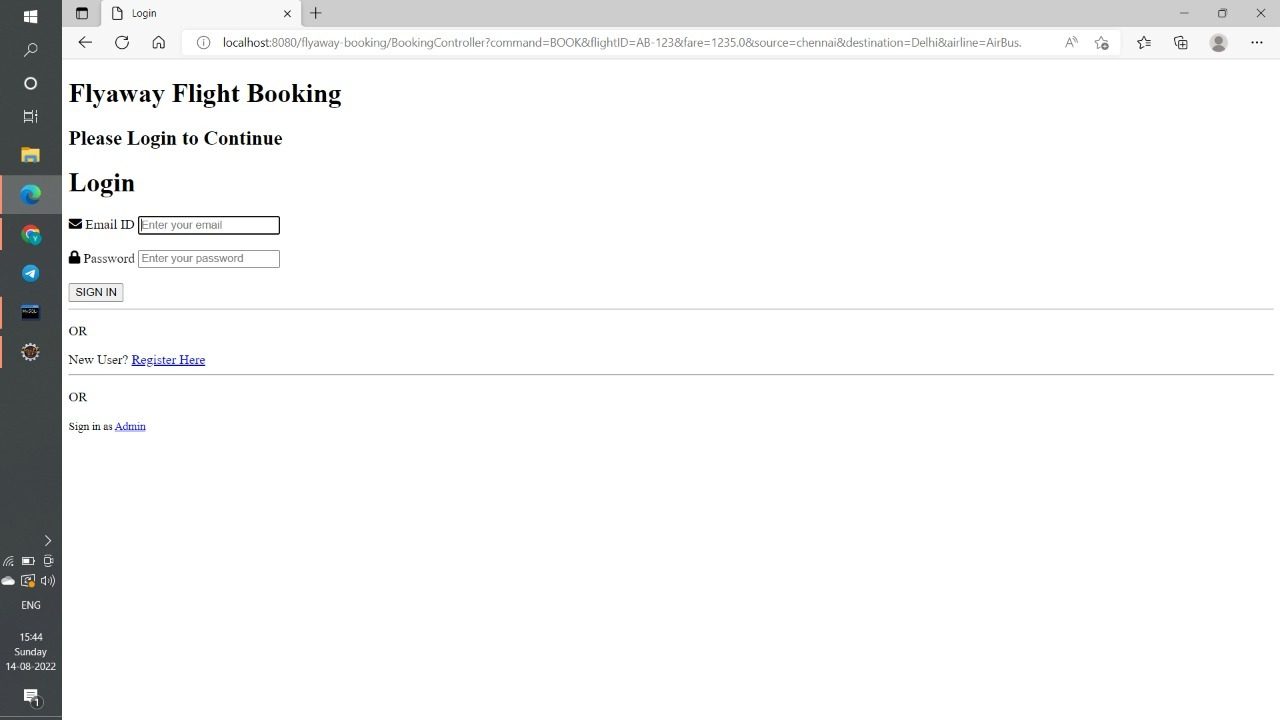 Login
localhost:8080/flyaway-booking/BookingController?command=BOOK&flightID=AB-123&fare=1235.0&source=chennai&destination=Delhi&airline=AirBus.
Flyaway Flight Booking
Please Login to Continue
Login
Email ID Enter your email
Password Enter your password
SIGN IN
OR
New User? Register Here
OR
Sign in as Admin
ENG
15:44
Sunday
14-08-2022
1